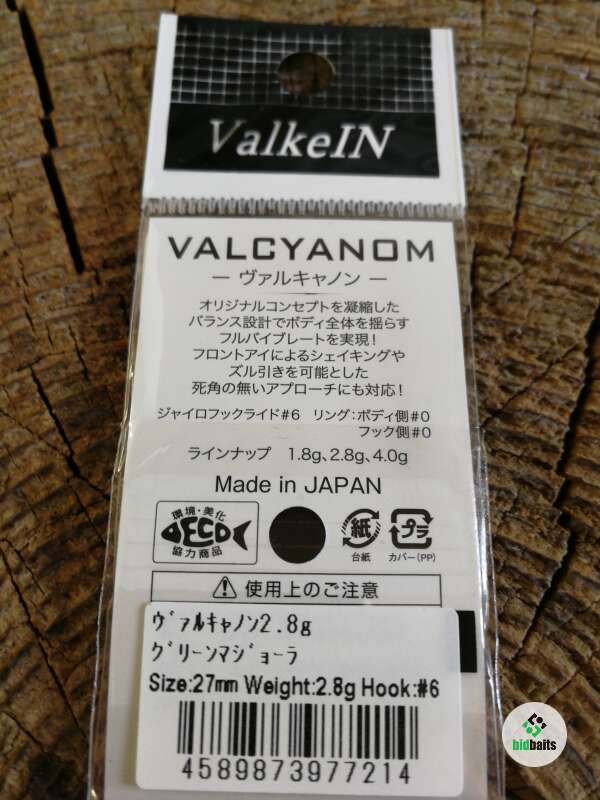 ValkeIN
VALCYANOM
— ヴァルキャノン —
オリジナルコンセプトを凝縮した
バランス設計でボディ全体を揺らす
フルバイブレートを実現！
フロントアイによるシェイキングや
ズル引きを可能とした
死角の無いアプローチにも対応！
ジャイロフックライド#6 リング：ボディ側#0
フック側#0
ラインナップ 1.8g、2.8g、4.0g
Made in JAPAN
環境・美化
DECO
協力商品
紙
台紙
プラ
カバー(PP)
使用上のご注意
ヴァルキャノン2.8g
グリーンマジョーラ
Size:27mm Weight:2.8g Hook:#6
4589873977214
bidbaits